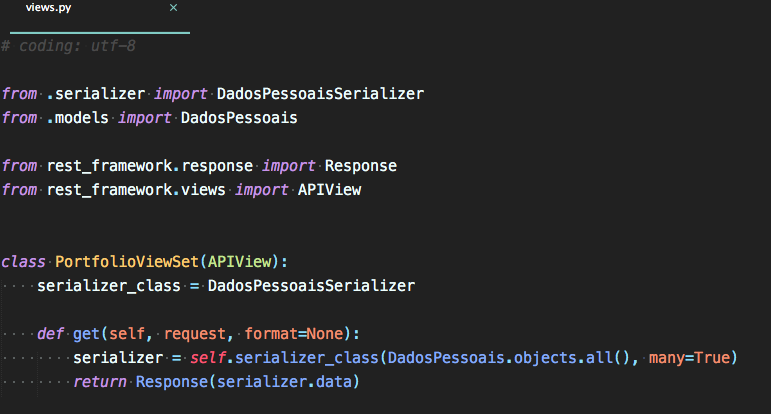 views.py ×
# coding: utf-8
from .serializer import DadosPessoaisSerializer
from .models import DadosPessoais
from rest_framework.response import Response
from rest_framework.views import APIView
class PortfolioViewSet(APIView):
    serializer_class = DadosPessoaisSerializer
    def get(self, request, format=None):
        serializer = self.serializer_class(DadosPessoais.objects.all(), many=True)
        return Response(serializer.data)